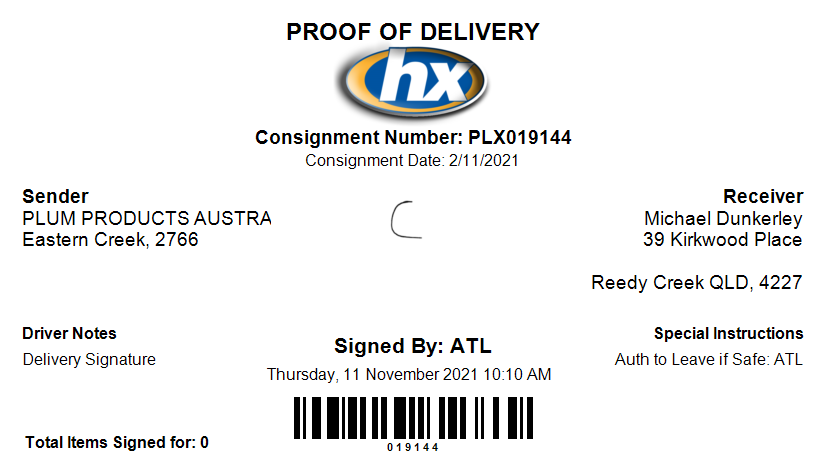 PROOF OF DELIVERY
hx
Consignment Number: PLX019144
Consignment Date: 2/11/2021
Sender
PLUM PRODUCTS AUSTRA
Eastern Creek, 2766
C
Receiver
Michael Dunkerley
39 Kirkwood Place
Reedy Creek QLD, 4227
Driver Notes
Delivery Signature
Signed By: ATL
Thursday, 11 November 2021 10:10 AM
Special Instructions
Auth to Leave if Safe: ATL
019144
Total Items Signed for: 0